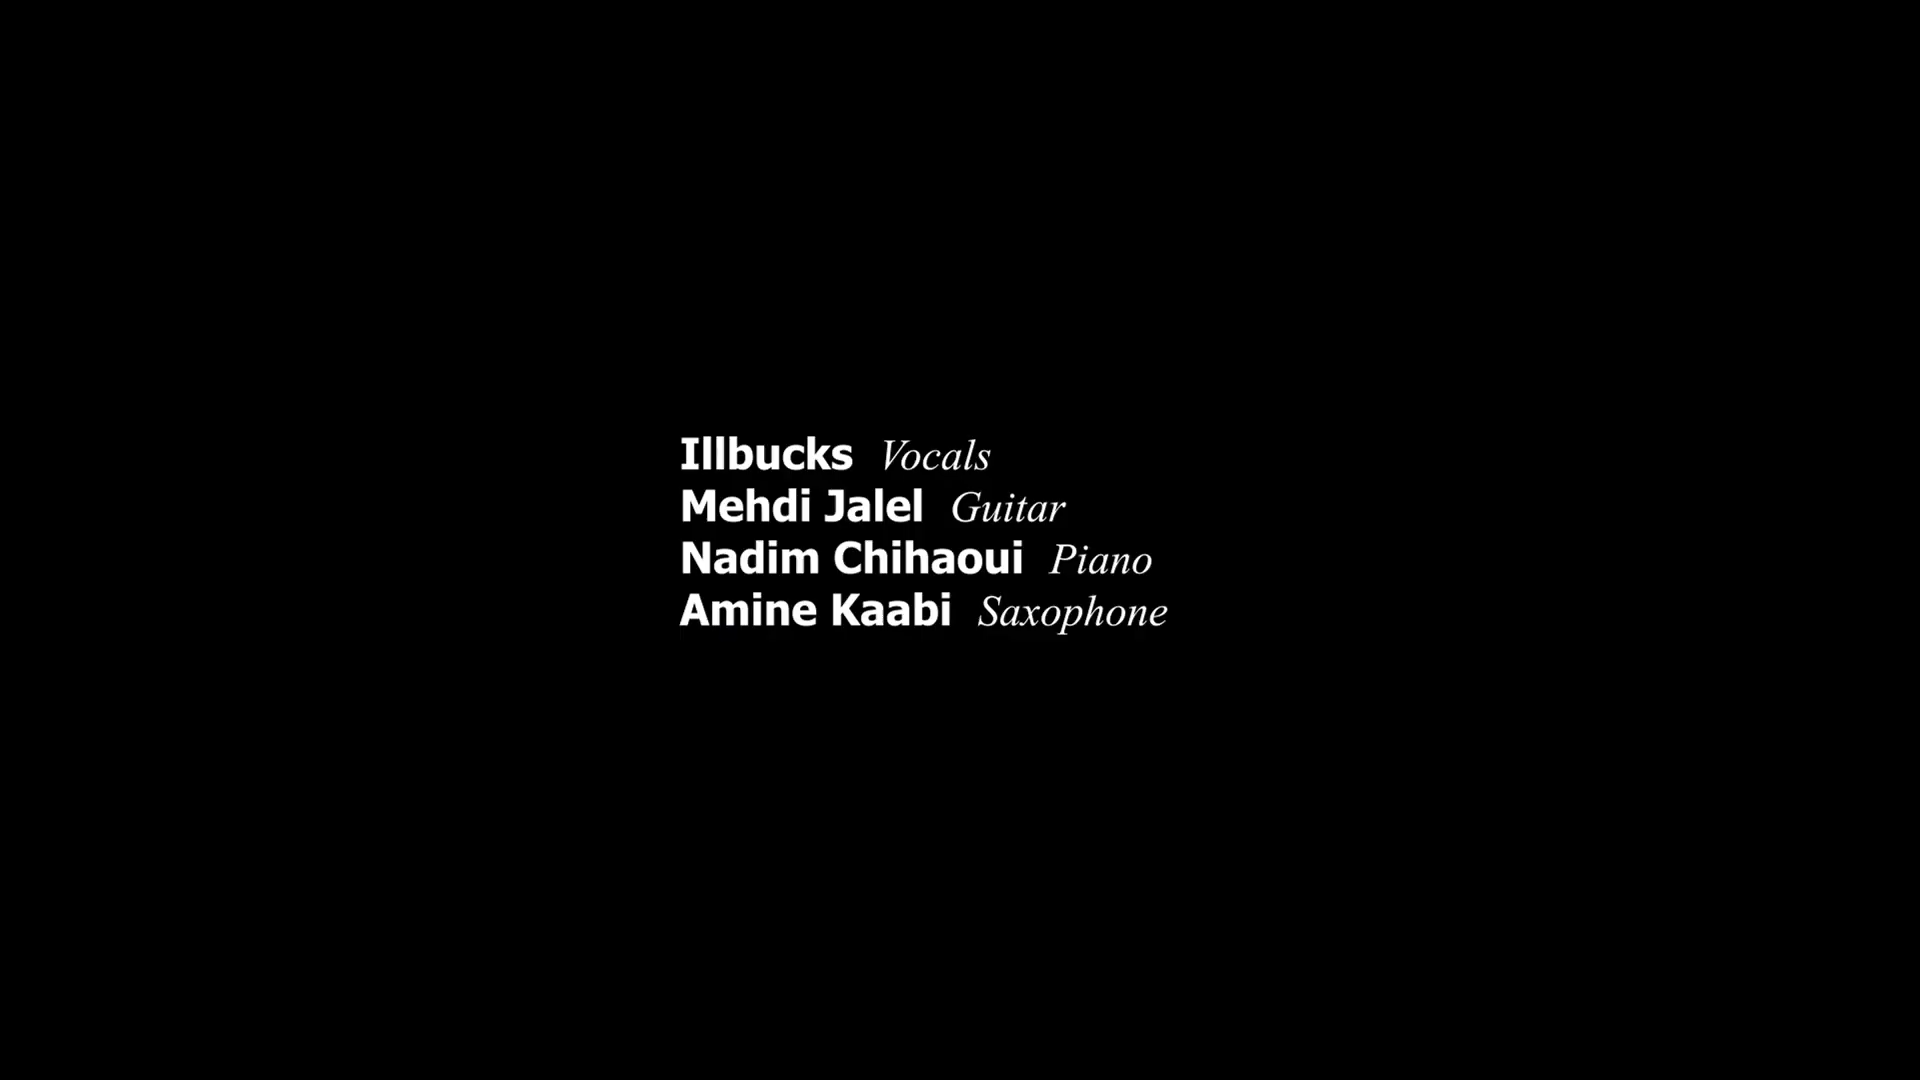 Illbucks Vocals
Mehdi Jalel Guitar
Nadim Chihaoui Piano
Amine Kaabi Saxophone